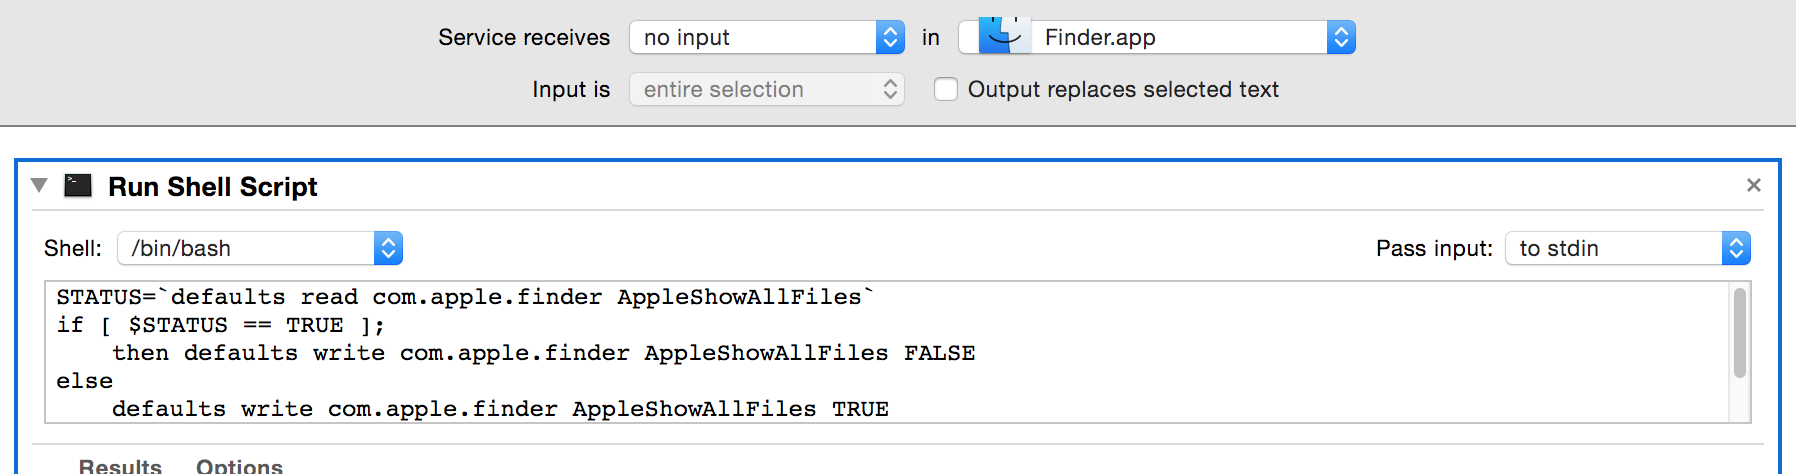 Service receives no input in Finder.app
Input is entire selection Output replaces selected text
Run Shell Script
Shell: /bin/bash Pass input: to stdin
STATUS=`defaults read com.apple.finder AppleShowAllFiles`
if [ $STATUS == TRUE ];
    then defaults write com.apple.finder AppleShowAllFiles FALSE
else
    defaults write com.apple.finder AppleShowAllFiles TRUE
Results Options